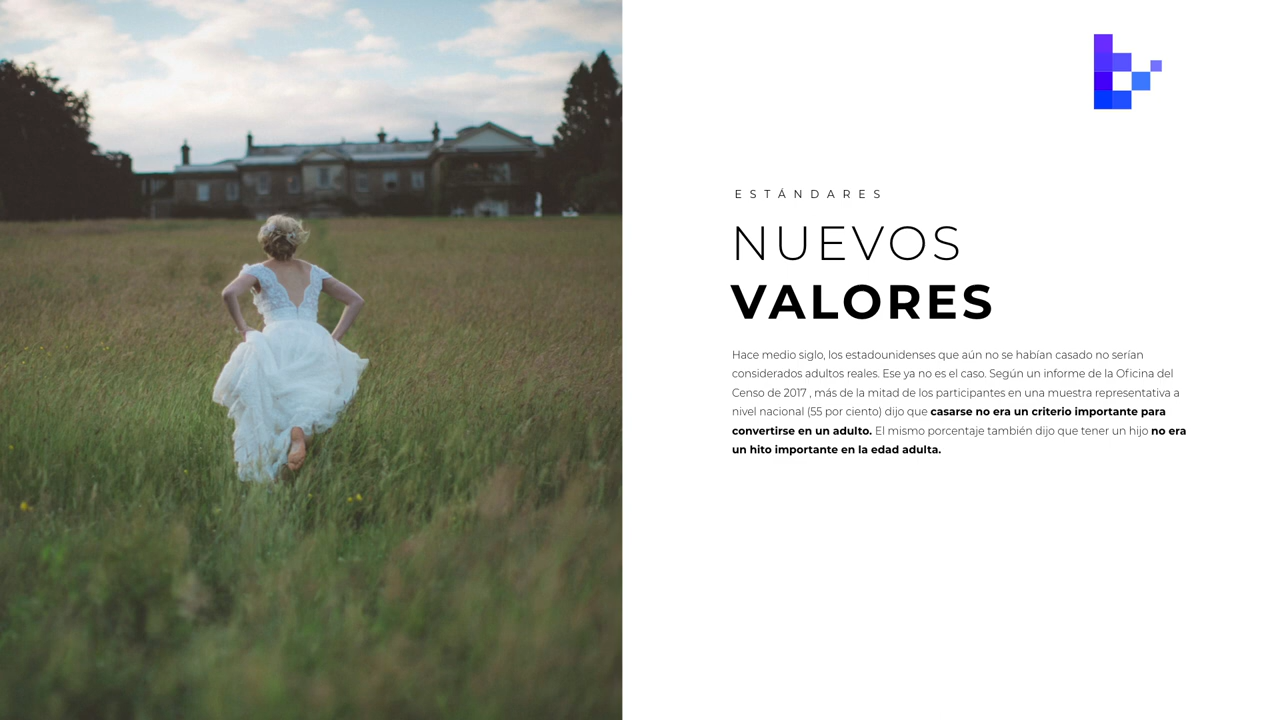 ESTÁNDARES
NUEVOS
VALORES
Hace medio siglo, los estadounidenses que aún no se habían casado no serían
considerados adultos reales. Ese ya no es el caso. Según un informe de la Oficina del
Censo de 2017 , más de la mitad de los participantes en una muestra representativa a
nivel nacional (55 por ciento) dijo que casarse no era un criterio importante para
convertirse en un adulto. El mismo porcentaje también dijo que tener un hijo no era
un hito importante en la edad adulta.